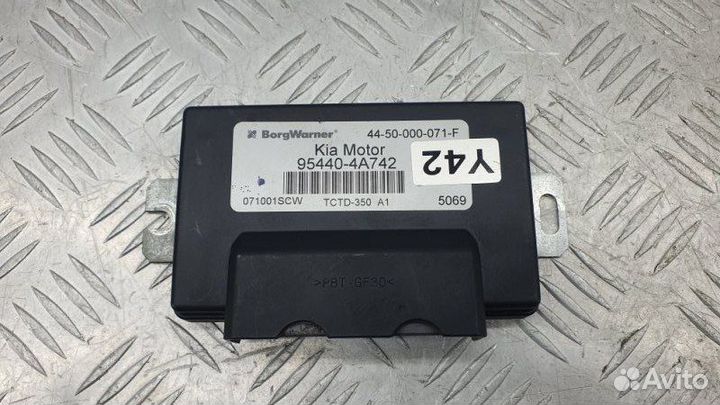 BorgWarner 44-50-000-071-F
Kia Motor
95440-4A742
Y42
071001SCW TCTD-350 A1 5069
>PBT-GF30<
Avito